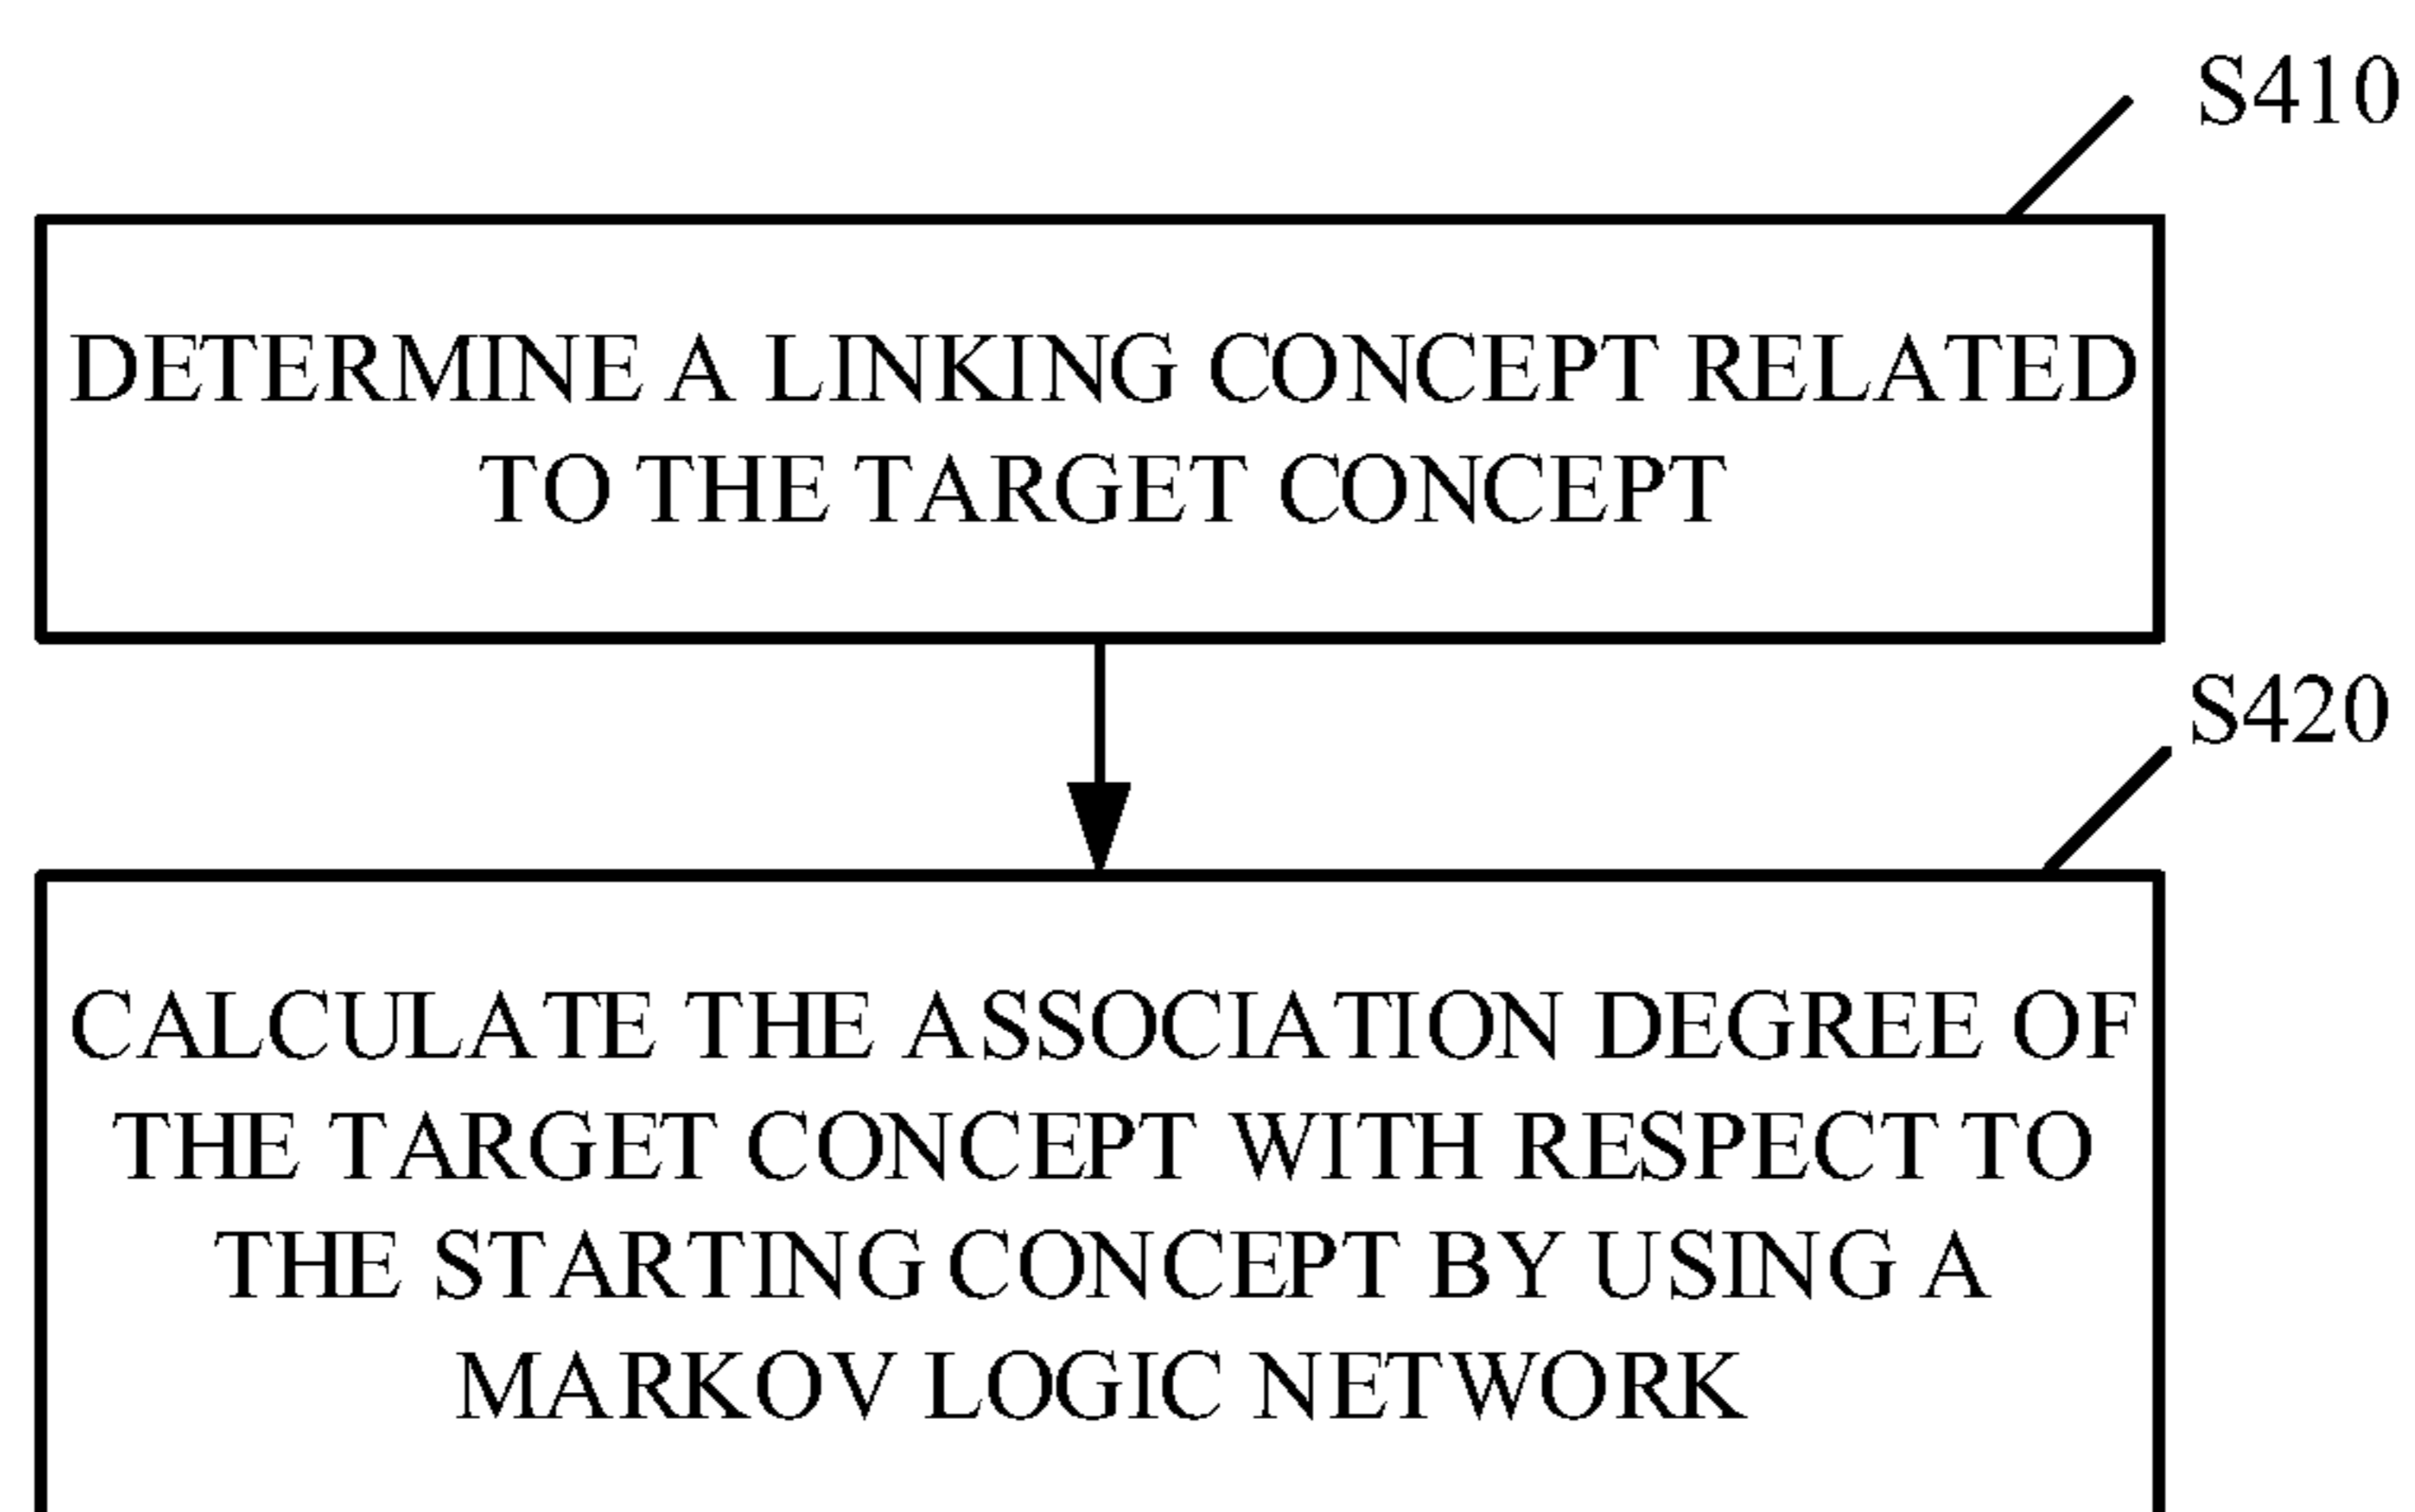 S410
DETERMINE A LINKING CONCEPT RELATED
TO THE TARGET CONCEPT
S420
CALCULATE THE ASSOCIATION DEGREE OF
THE TARGET CONCEPT WITH RESPECT TO
THE STARTING CONCEPT BY USING A
MARKOV LOGIC NETWORK